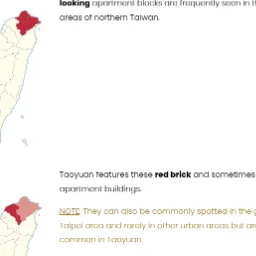 looking apartment blocks are frequently seen in th
areas of northern Taiwan.
Taoyuan features these red brick and sometimes
apartment buildings.
NOTE: They can also be commonly spotted in the g
Taipei area and rarely in other urban areas but ar
common in Taoyuan.